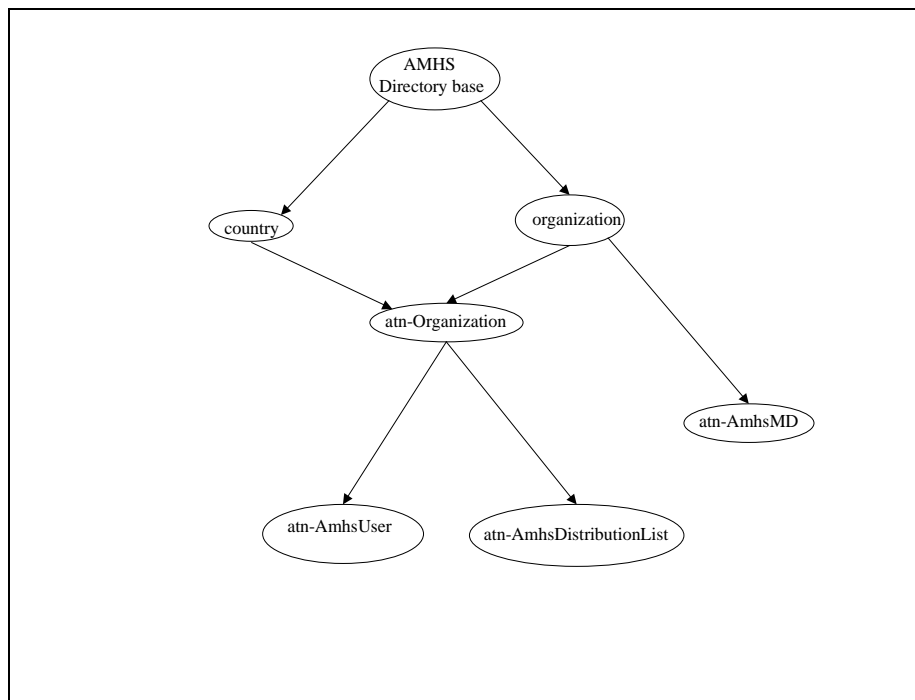 AMHS
Directory base
country
organization
atn-Organization
atn-AmhsMD
atn-AmhsUser
atn-AmhsDistributionList